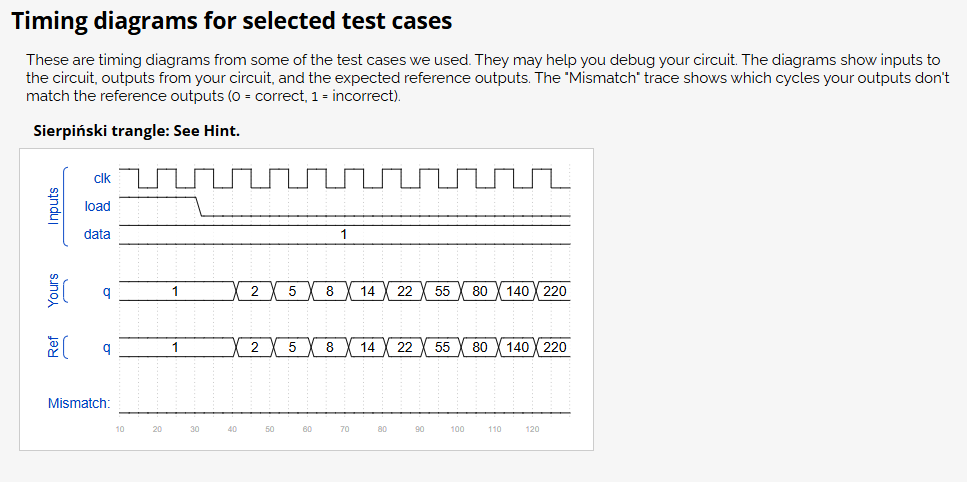 Timing diagrams for selected test cases
These are timing diagrams from some of the test cases we used. They may help you debug your circuit. The diagrams show inputs to
the circuit, outputs from your circuit, and the expected reference outputs. The "Mismatch" trace shows which cycles your outputs don't
match the reference outputs (0 = correct, 1 = incorrect).
Sierpiński trangle: See Hint.
Inputs
clk
load
data 1
Yours
q 1 2 5 8 14 22 55 80 140 220
Ref
q 1 2 5 8 14 22 55 80 140 220
Mismatch:
10 20 30 40 50 60 70 80 90 100 110 120